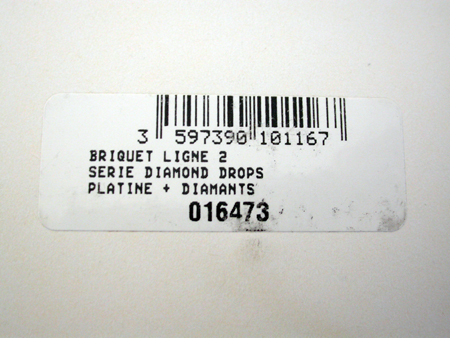 3 597390 101167
BRIQUET LIGNE 2
SERIE DIAMOND DROPS
PLATINE + DIAMANTS
016473